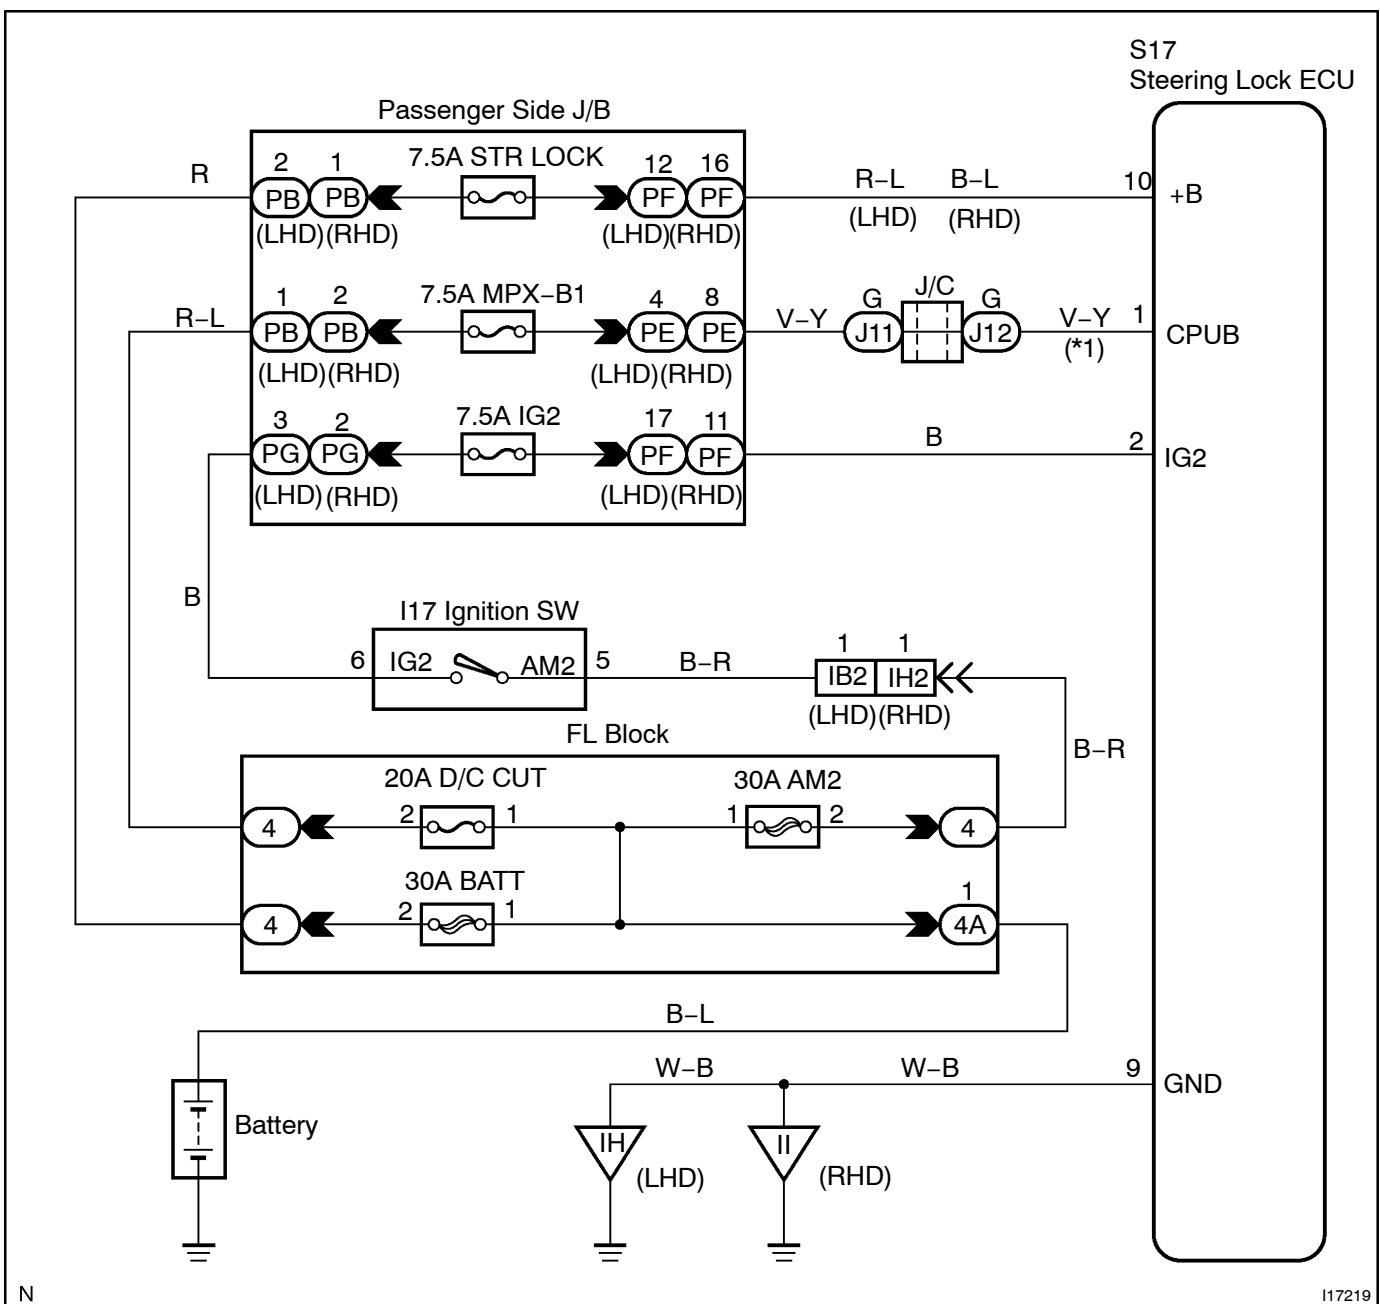 S17
Steering Lock ECU
Passenger Side J/B
R
2 1 7.5A STR LOCK 12 16
PB PB PF PF
(LHD) (RHD) (LHD) (RHD)
R-L B-L
(LHD) (RHD)
10 +B
R-L
1 2 7.5A MPX-B1 4 8
PB PB PE PE
(LHD) (RHD) (LHD) (RHD)
V-Y
G J/C G
J11 J12
V-Y
(*1)
1 CPUB
3 2 7.5A IG2 17 11
PG PG PF PF
(LHD) (RHD) (LHD) (RHD)
B
2 IG2
B
I17 Ignition SW
6 IG2 AM2 5
B-R
1 1
IB2 IH2
(LHD) (RHD)
B-R
FL Block
20A D/C CUT 30A AM2
4 2 1 1 2 4
30A BATT
4 2 1 1
4A
B-L
W-B W-B
9 GND
Battery
IH II
(LHD) (RHD)
N
I17219